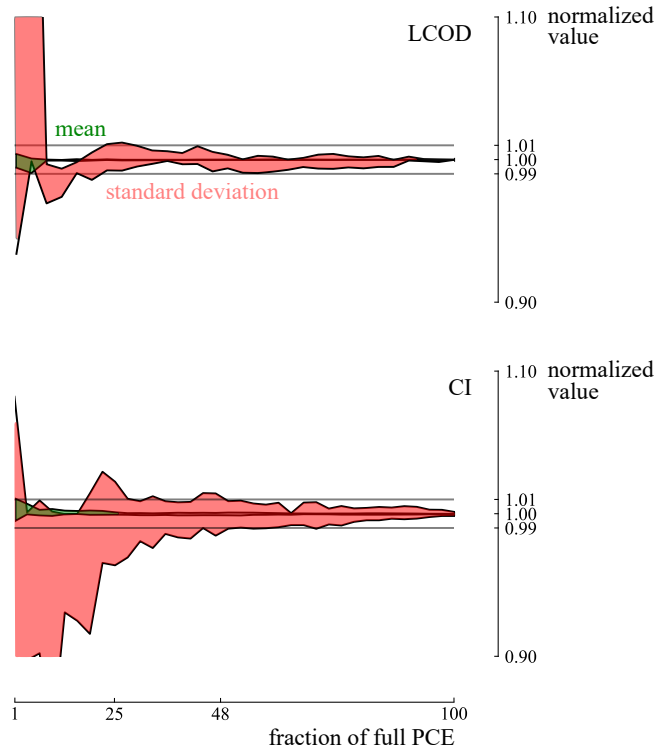 1.10
normalized
value
LCOD
mean
1.01
1.00
0.99
standard deviation
0.90
1.10
normalized
value
CI
1.01
1.00
0.99
0.90
1 25 48 100
fraction of full PCE